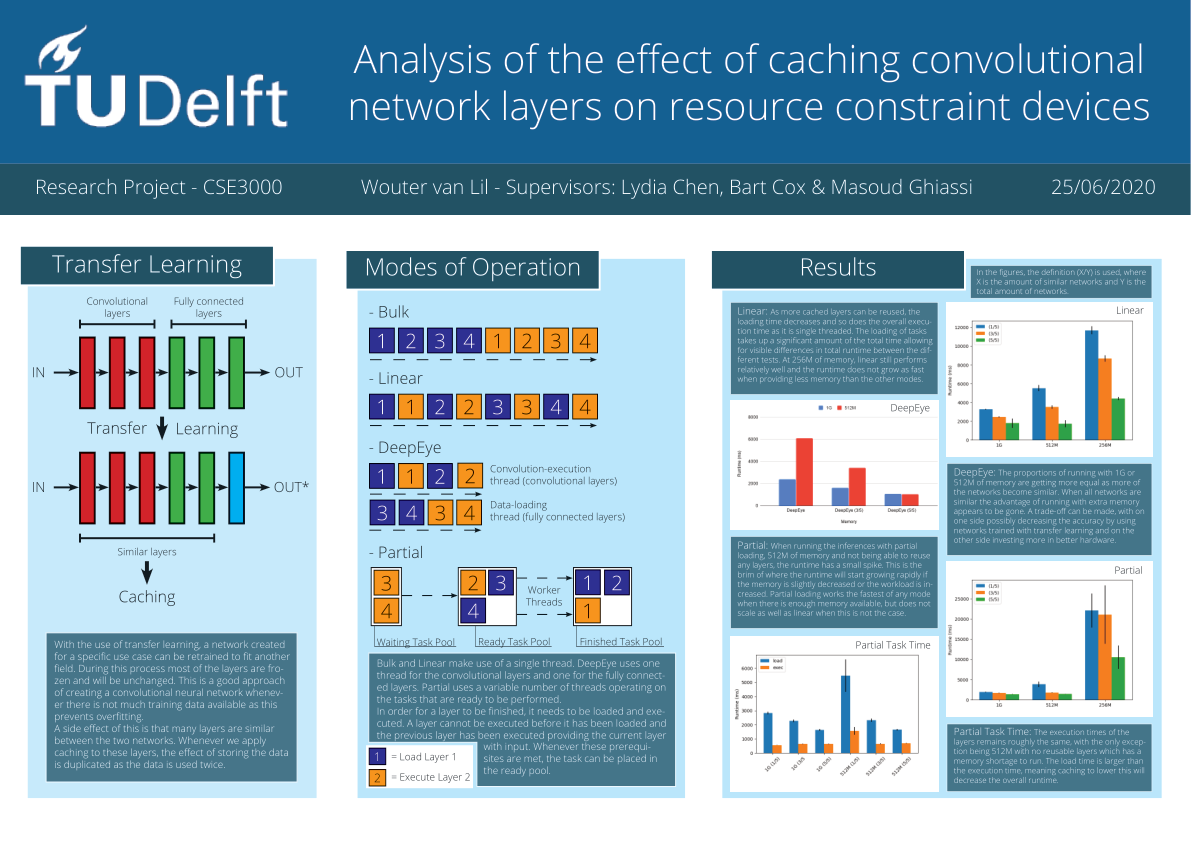 TU Delft
Analysis of the effect of caching convolutional
network layers on resource constraint devices
Research Project - CSE3000
Wouter van Lil - Supervisors: Lydia Chen, Bart Cox & Masoud Ghiassi
25/06/2020
Transfer Learning
Convolutional
layers
Fully connected
layers
IN
OUT
Transfer
Learning
IN
OUT*
Similar layers
Caching
With the use of transfer learning, a network created
for a specific use case can be retrained to fit another
field. During this process most of the layers are fro-
zen and will be unchanged. This is a good approach
of creating a convolutional neural network whenev-
er there is not much training data available as this
prevents overfitting.
A side effect of this is that many layers are similar
between the two networks. Whenever we apply
caching to these layers, the effect of storing the data
is duplicated as the data is used twice.
Modes of Operation
- Bulk
1 2 3 4 1 2 3 4
- Linear
1 1 2 2 3 3 4 4
- DeepEye
1 1 2 2
Convolution-execution
thread (convolutional layers)
3 4 3 4
Data-loading
thread (fully connected layers)
- Partial
3
4
2 3
4
Worker
Threads
1 2
1
Waiting Task Pool
Ready Task Pool
Finished Task Pool
Bulk and Linear make use of a single thread. DeepEye uses one
thread for the convolutional layers and one for the fully connect-
ed layers. Partial uses a variable number of threads operating on
the tasks that are ready to be performed.
In order for a layer to be finished, it needs to be loaded and exe-
cuted. A layer cannot be executed before it has been loaded and
the previous layer has been executed providing the current layer
with input. Whenever these prerequi-
sites are met, the task can be placed in
the ready pool.
1 = Load Layer 1
2 = Execute Layer 2
Results
In the figures, the definition (X/Y) is used, where
X is the amount of similar networks and Y is the
total amount of networks.
Linear: As more cached layers can be reused, the
loading time decreases and so does the overall execu-
tion time as it is single threaded. The loading of tasks
takes up a significant amount of the total time allowing
for visible differences in total runtime between the dif-
ferent tests. At 256M of memory, linear still performs
relatively well and the runtime does not grow as fast
when providing less memory than the other modes.
Linear
(1/5)
(3/5)
(5/5)
12000
10000
8000
6000
4000
2000
0
Runtime (ms)
1G
512M
256M
DeepEye
1G
512M
8000
6000
4000
2000
0
Runtime (ms)
DeepEye
DeepEye (3/5)
DeepEye (5/5)
Memory
DeepEye: The proportions of running with 1G or
512M of memory are getting more equal as more of
the networks become similar. When all networks are
similar the advantage of running with extra memory
appears to be gone. A trade-off can be made, with on
one side possibly decreasing the accuracy by using
networks trained with transfer learning and on the
other side investing more in better hardware.
Partial: When running the inferences with partial
loading, 512M of memory and not being able to reuse
any layers, the runtime has a small spike. This is the
brim of where the runtime will start growing rapidly if
the memory is slightly decreased or the workload is in-
creased. Partial loading works the fastest of any mode
when there is enough memory available, but does not
scale as well as linear when this is not the case.
Partial
(1/5)
(3/5)
(5/5)
25000
20000
15000
10000
5000
0
Runtime (ms)
1G
512M
256M
Partial Task Time
load
exec
6000
5000
4000
3000
2000
1000
0
Runtime (ms)
1G (1/5)
1G (3/5)
1G (5/5)
512M (1/5)
512M (3/5)
512M (5/5)
Partial Task Time: The execution times of the
layers remains roughly the same, with the only excep-
tion being 512M with no reusable layers which has a
memory shortage to run. The load time is larger than
the execution time, meaning caching to lower this will
decrease the overall runtime.